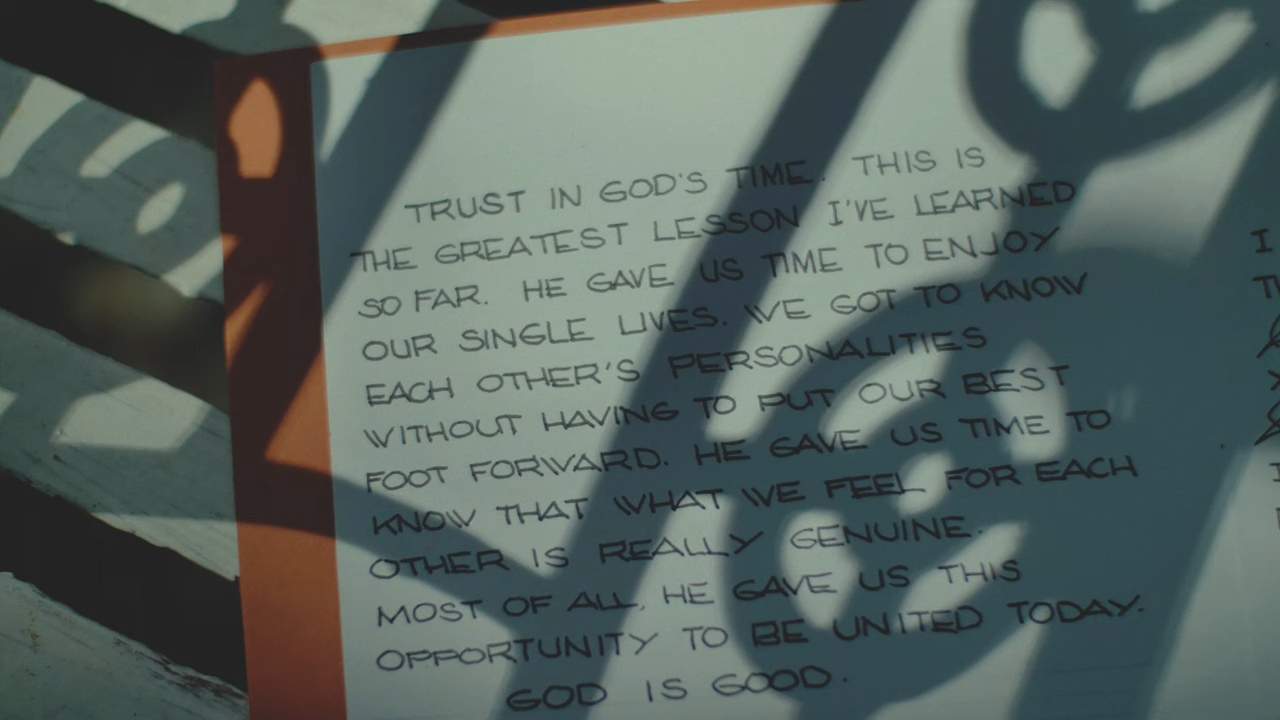 TRUST IN GOD'S TIME. THIS IS
THE GREATEST LESSON I'VE LEARNED
SO FAR. HE GAVE US TIME TO ENJOY
OUR SINGLE LIVES. WE GOT TO KNOW
EACH OTHER'S PERSONALITIES
WITHOUT HAVING TO PUT OUR BEST
FOOT FORWARD. HE GAVE US TIME TO
KNOW THAT WHAT WE FEEL FOR EACH
OTHER IS REALLY GENUINE.
MOST OF ALL, HE GAVE US THIS
OPPORTUNITY TO BE UNITED TODAY.
GOD IS GOOD.
I